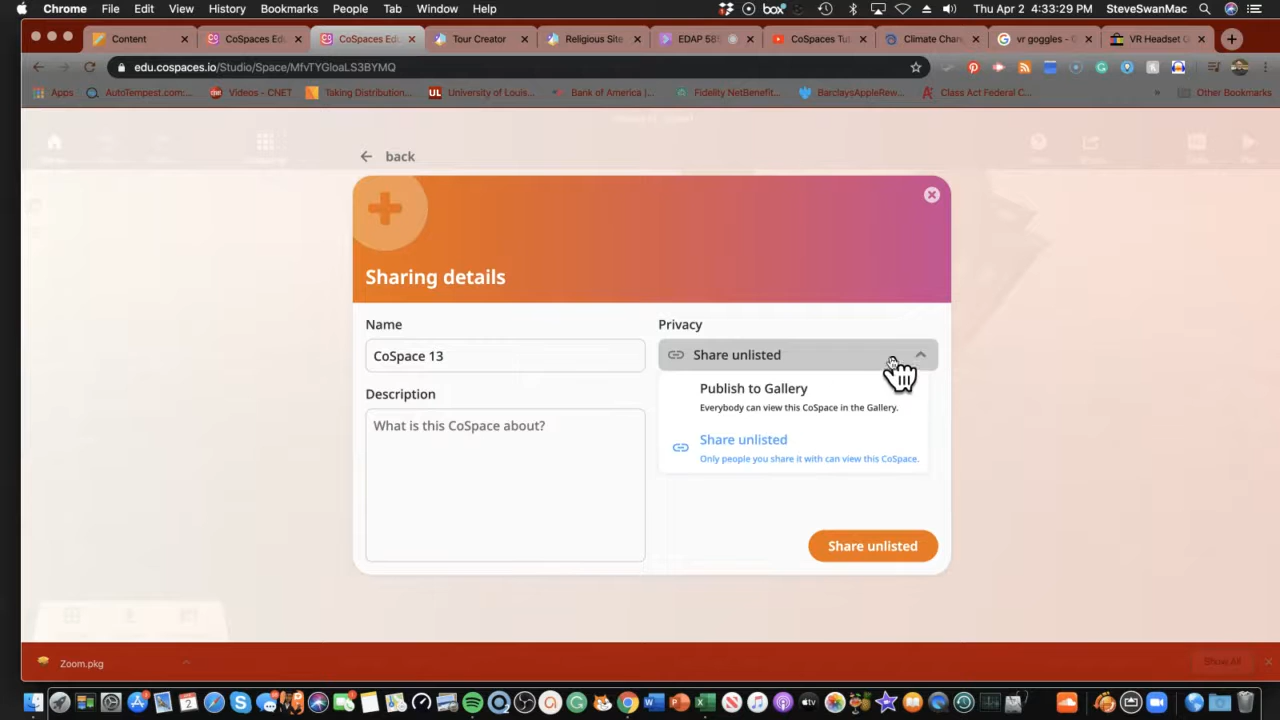 Chrome File Edit View History Bookmarks People Tab Window Help box Thu Apr 2 4:33:29 PM SteveSwanMac
Content CoSpaces Edu CoSpaces Edu Tour Creator Religious Site EDAP 58 CoSpaces Tut Climate Chan vr goggles - G VR Headset
edu.cospaces.io/Studio/Space/MfvTYGloaLS3BYMQ
Apps AutoTempest.com:... Videos - CNET Taking Distribution... UL University of Louis... Bank of America |... Fidelity NetBenefit... BarclaysAppleRew... Class Act Federal C... » Other Bookmarks
back
Sharing details
Name
CoSpace 13
Description
What is this CoSpace about?
Privacy
Share unlisted
Publish to Gallery
Everybody can view this CoSpace in the Gallery.
Share unlisted
Only people you share it with can view this CoSpace.
Share unlisted
Zoom.pkg
Show All